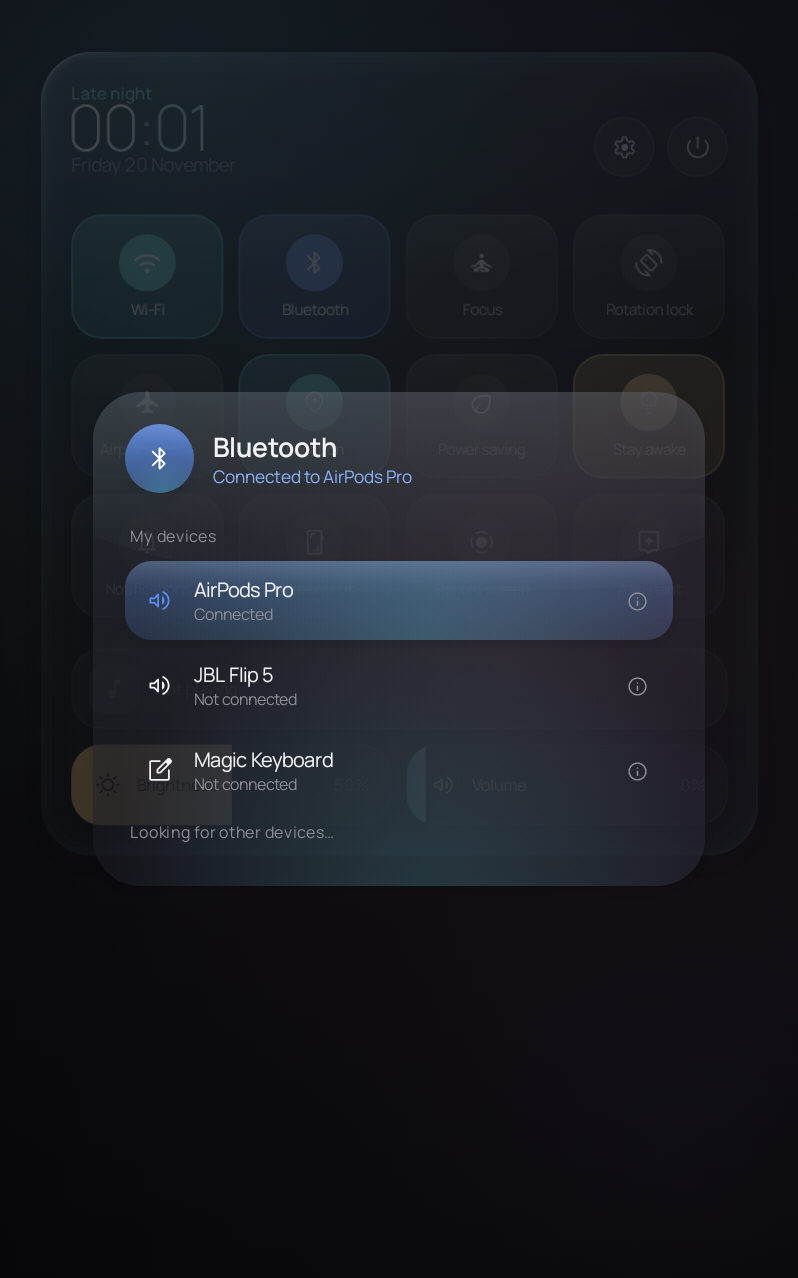 Late night
00:01
Friday 20 November
Wi-Fi
Bluetooth
Focus
Rotation lock
Power saving
Stay awake
Bluetooth
Connected to AirPods Pro
My devices
AirPods Pro
Connected
JBL Flip 5
Not connected
Magic Keyboard
Not connected
Volume
0%
Looking for other devices…